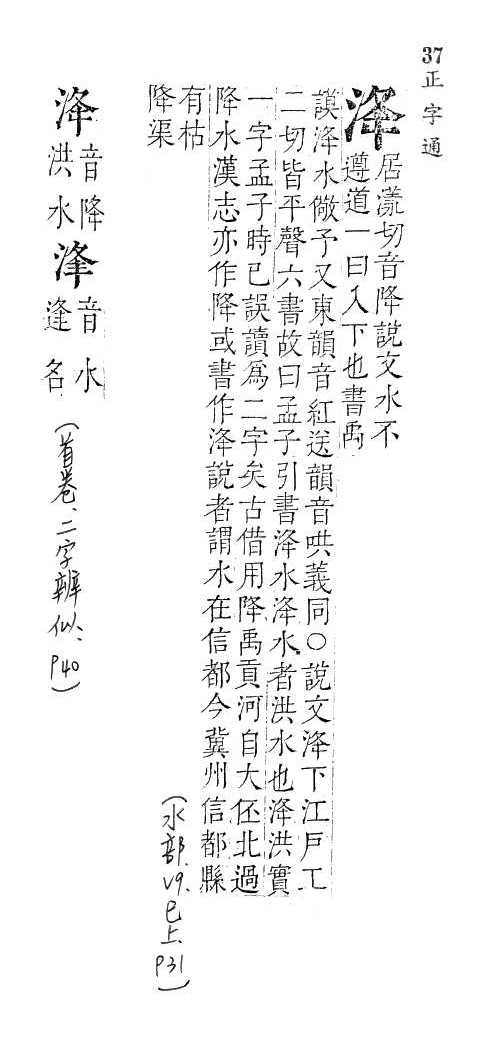 37正字通
洚
居漾切音降說文水不
遵道一曰入下也書禹
謨洚水儆予又東韻音紅送韻音哄義同○說文洚下江戶工
二切皆平聲六書故曰孟子引書洚水洚水者洪水也洚洪實
一字孟子時已誤讀爲二字矣古借用降禹貢河自大伾北過
降水漢志亦作降或書作洚說者謂水在信都今冀州信都縣
有枯
降渠
(水部、v9.巳上、P31)
洚音降洪水浲音水逢名
(首卷、二字辨似、P40)